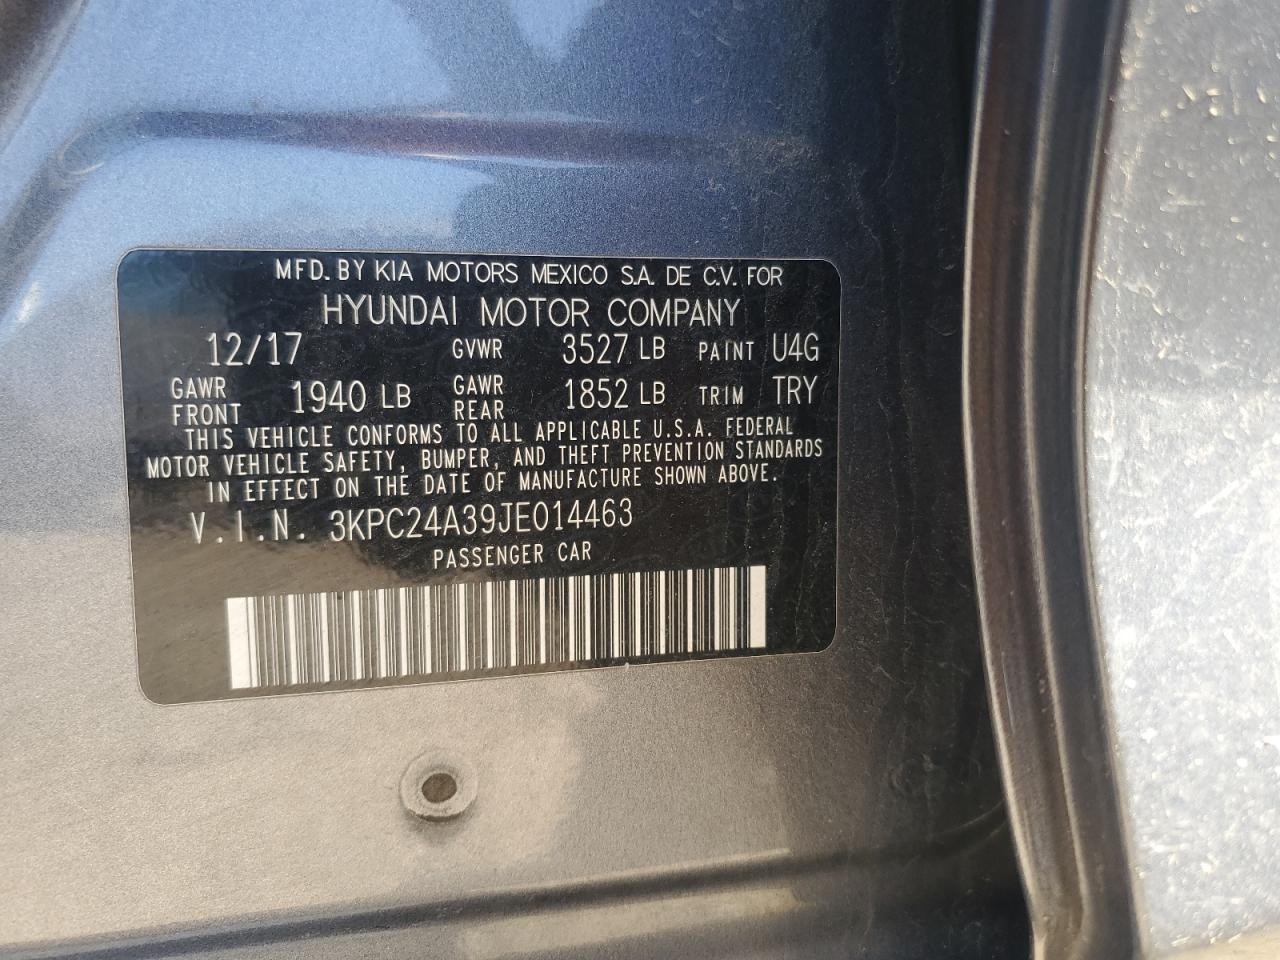 MFD. BY KIA MOTORS MEXICO S.A. DE C.V. FOR
HYUNDAI MOTOR COMPANY
12/17 GVWR 3527 LB PAINT U4G
GAWR FRONT 1940 LB GAWR REAR 1852 LB TRIM TRY
THIS VEHICLE CONFORMS TO ALL APPLICABLE U.S.A. FEDERAL
MOTOR VEHICLE SAFETY, BUMPER, AND THEFT PREVENTION STANDARDS
IN EFFECT ON THE DATE OF MANUFACTURE SHOWN ABOVE.
V.I.N. 3KPC24A39JE014463
PASSENGER CAR